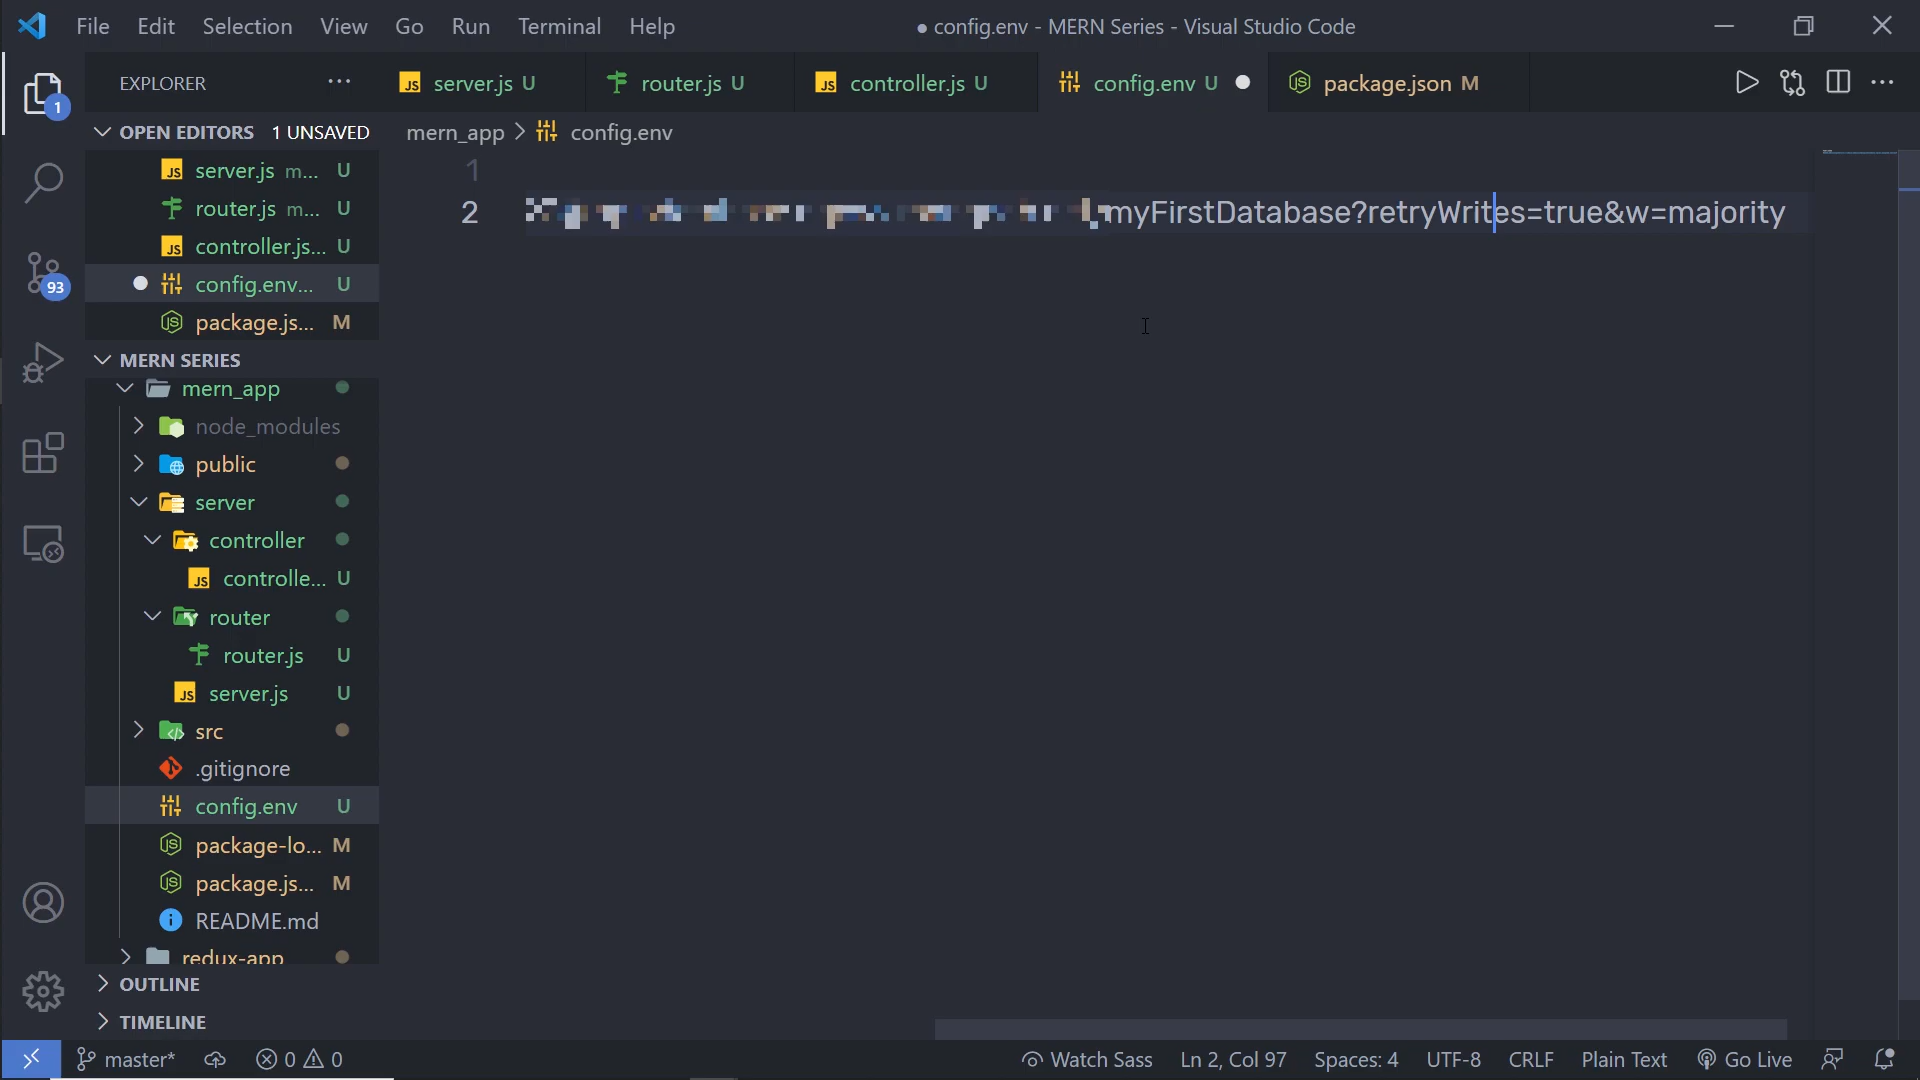 File Edit Selection View Go Run Terminal Help
● config.env - MERN Series - Visual Studio Code
EXPLORER ...
server.js U
router.js U
controller.js U
config.env U
package.json M
1
OPEN EDITORS 1 UNSAVED
mern_app > config.env
server.js m... U
router.js m... U
controller.js... U
config.env... U
package.js... M
1
2 myFirstDatabase?retryWrites=true&w=majority
93
MERN SERIES
mern_app
node_modules
public
server
controller
controlle... U
router
router.js U
server.js U
src
.gitignore
config.env U
package-lo... M
package.js... M
README.md
redux-app
OUTLINE
TIMELINE
master* 0 0 Watch Sass Ln 2, Col 97 Spaces: 4 UTF-8 CRLF Plain Text Go Live